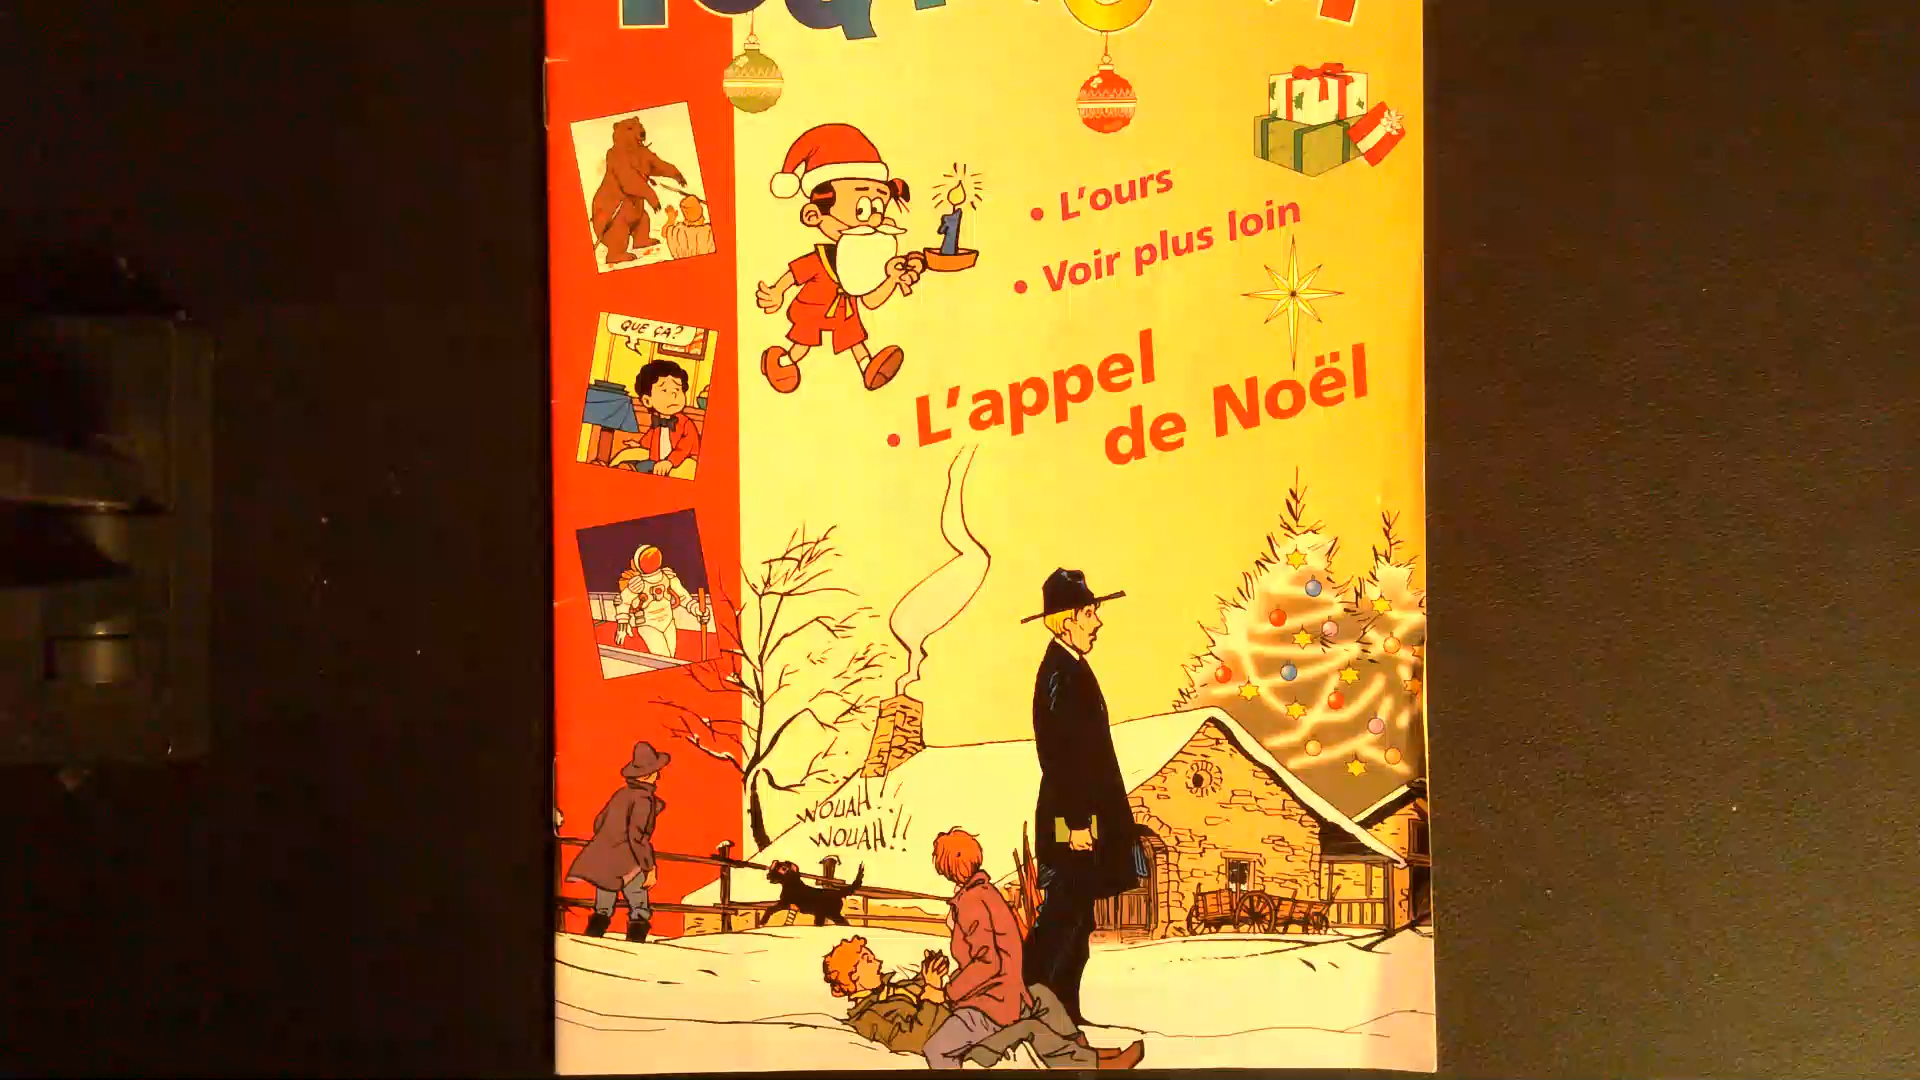 • L'ours
• Voir plus loin
QUE ÇA?
• L'appel
de Noël
WOUAH!
WOUAH!!